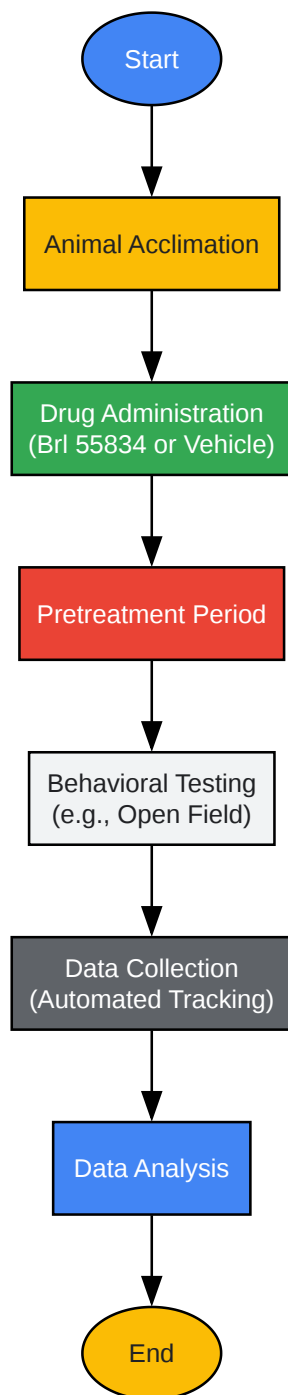 Start
Animal Acclimation
Drug Administration
(Brl 55834 or Vehicle)
Pretreatment Period
Behavioral Testing
(e.g., Open Field)
Data Collection
(Automated Tracking)
Data Analysis
End